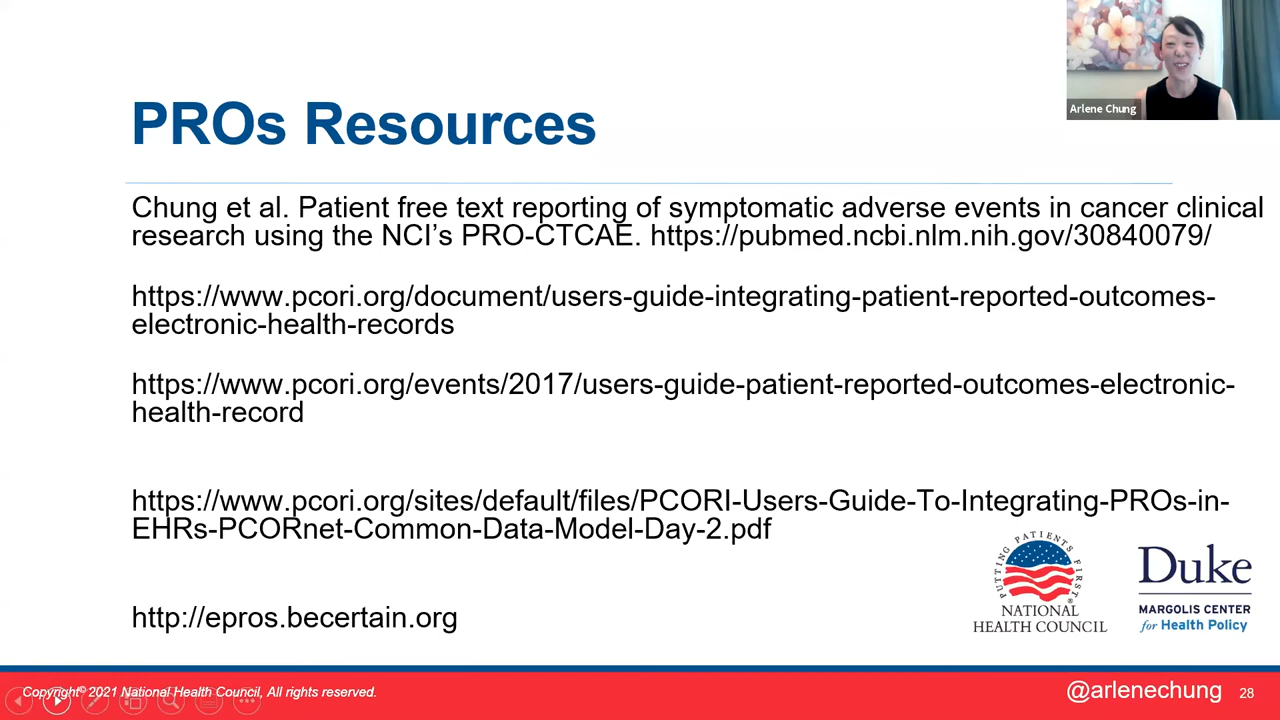 Arlene Chung
PROs Resources
Chung et al. Patient free text reporting of symptomatic adverse events in cancer clinical
research using the NCI’s PRO-CTCAE. https://pubmed.ncbi.nlm.nih.gov/30840079/
https://www.pcori.org/document/users-guide-integrating-patient-reported-outcomes-
electronic-health-records
https://www.pcori.org/events/2017/users-guide-patient-reported-outcomes-electronic-
health-record
https://www.pcori.org/sites/default/files/PCORI-Users-Guide-To-Integrating-PROs-in-
EHRs-PCORnet-Common-Data-Model-Day-2.pdf
http://epros.becertain.org
PUTTING PATIENTS FIRST®
NATIONAL
HEALTH COUNCIL
Duke
MARGOLIS CENTER
for Health Policy
Copyright© 2021 National Health Council, All rights reserved.
@arlenechung
28